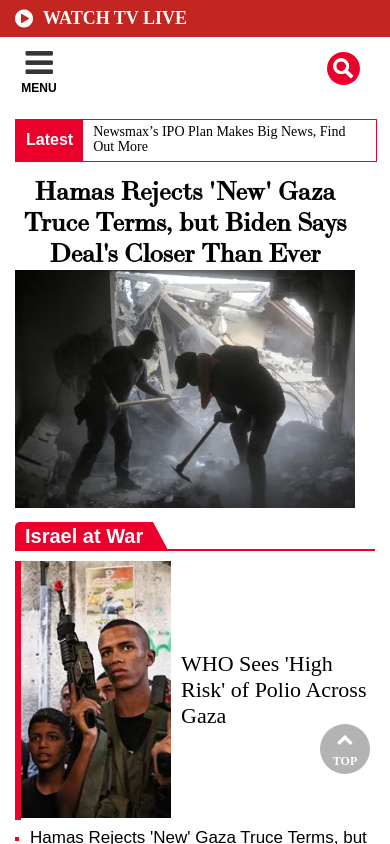 WATCH TV LIVE
MENU
Latest
Newsmax’s IPO Plan Makes Big News, Find
Out More
Hamas Rejects 'New' Gaza
Truce Terms, but Biden Says
Deal's Closer Than Ever
Israel at War
WHO Sees 'High
Risk' of Polio Across
Gaza
TOP
Hamas Rejects 'New' Gaza Truce Terms, but